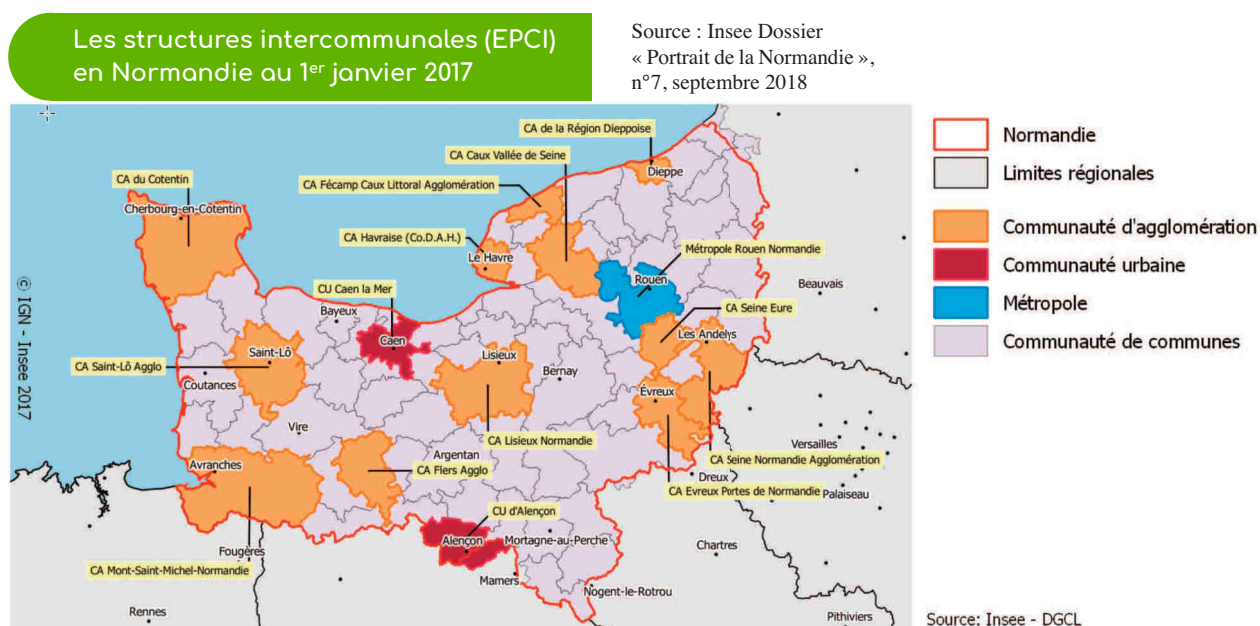 Les structures intercommunales (EPCI)
en Normandie au 1er janvier 2017
Source : Insee Dossier
« Portrait de la Normandie »,
n°7, septembre 2018
CA de la Région Dieppoise
CA Caux Vallée de Seine
Dieppe
CA du Cotentin
CA Fécamp Caux Littoral Agglomération
Cherbourg-en-Cotentin
CA Havraise (Co.D.A.H.)
Métropole Rouen Normandie
Le Havre
Rouen
Beauvais
CU Caen la Mer
Bayeux
CA Seine Eure
Caen
Les Andelys
Saint-Lô
Lisieux
CA Saint-Lô Agglo
Bernay
Coutances
Évreux
Vire
CA Lisieux Normandie
Versailles
Argentan
CA Seine Normandie Agglomération
Avranches
CA Flers Agglo
Dreux
CA Evreux Portes de Normandie
Palaiseau
CU d'Alençon
Alençon
Mortagne-au-Perche
Chartres
Fougères
CA Mont-Saint-Michel-Normandie
Mamers
Nogent-le-Rotrou
Rennes
Pithiviers
© IGN - Insee 2017
Normandie
Limites régionales
Communauté d'agglomération
Communauté urbaine
Métropole
Communauté de communes
Source: Insee - DGCL